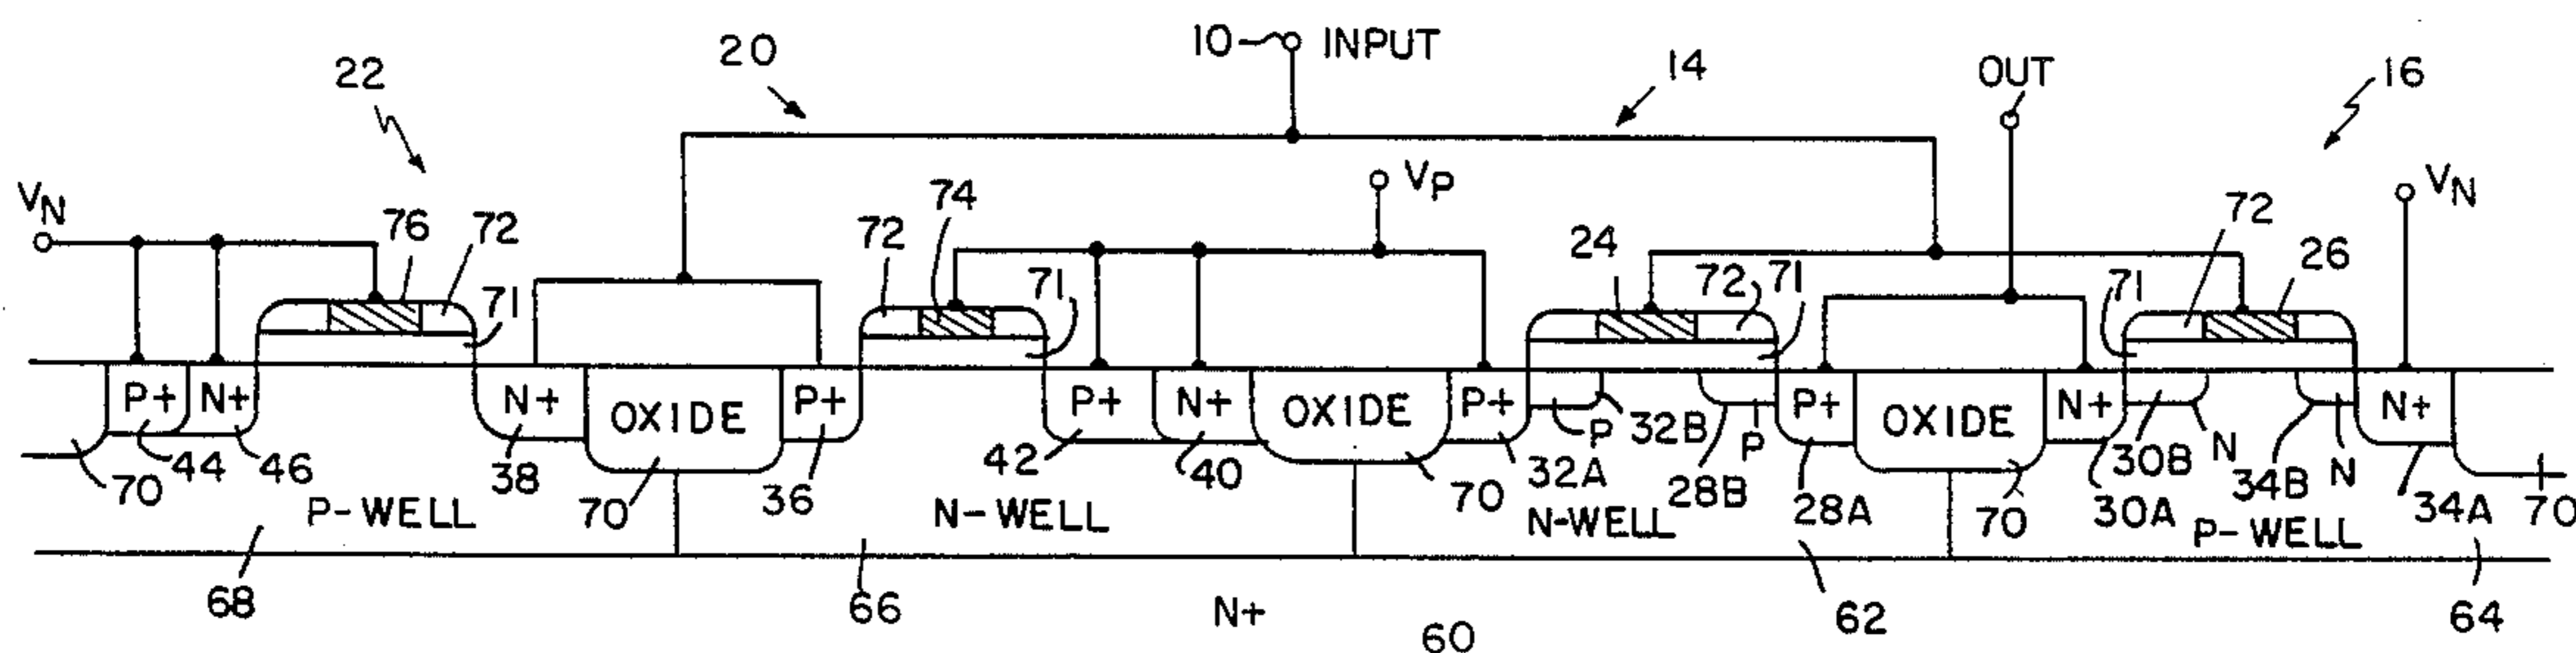 10 INPUT
20
14
OUT
16
22
VP
VN
VN
76
72
74
72
71
24
72
71
71
72
26
71
P+ N+
N+
OXIDE
P+
P+
N+
OXIDE
P+
P
32B
P
P+
OXIDE
N+
30B
N
34B
N
N+
70
44
46
38
70
36
42
40
70
32A
28B
28A
70
30A
34A
70
P-WELL
N-WELL
N-WELL
P-WELL
68
66
N+
60
62
64